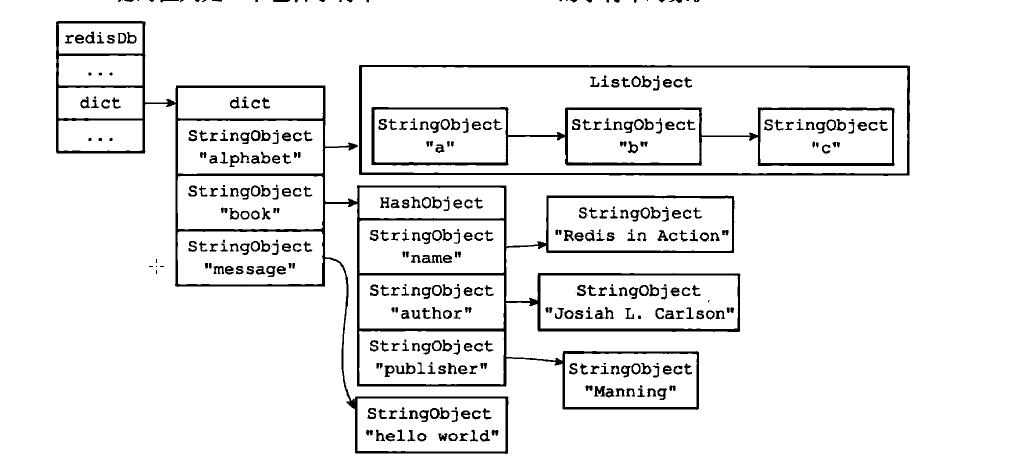 redisDb
...
dict
...
dict
StringObject
"alphabet"
StringObject
"book"
StringObject
"message"
ListObject
StringObject
"a"
StringObject
"b"
StringObject
"c"
HashObject
StringObject
"name"
StringObject
"author"
StringObject
"publisher"
StringObject
"Redis in Action"
StringObject
"Josiah L. Carlson"
StringObject
"Manning"
StringObject
"hello world"